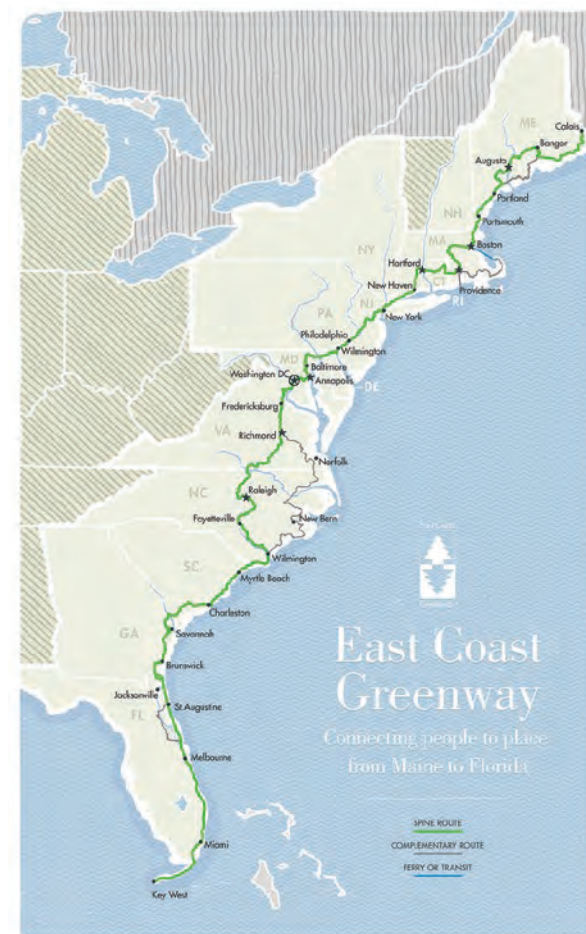 ME
Calais
Bangor
Augusta
Portland
NH
Portsmouth
MA
Boston
NY
Hartford
CT
Providence
RI
New Haven
PA
NJ
New York
Philadelphia
Wilmington
MD
Baltimore
Washington DC
Annapolis
DE
Fredericksburg
VA
Richmond
Norfolk
NC
Raleigh
Fayetteville
New Bern
Wilmington
SC
Myrtle Beach
Charleston
GA
Savannah
Brunswick
Jacksonville
FL
St Augustine
Melbourne
Miami
Key West
East Coast
Greenway
Connecting people to place
from Maine to Florida
SPINE ROUTE
COMPLEMENTARY ROUTE
FERRY OR TRANSIT